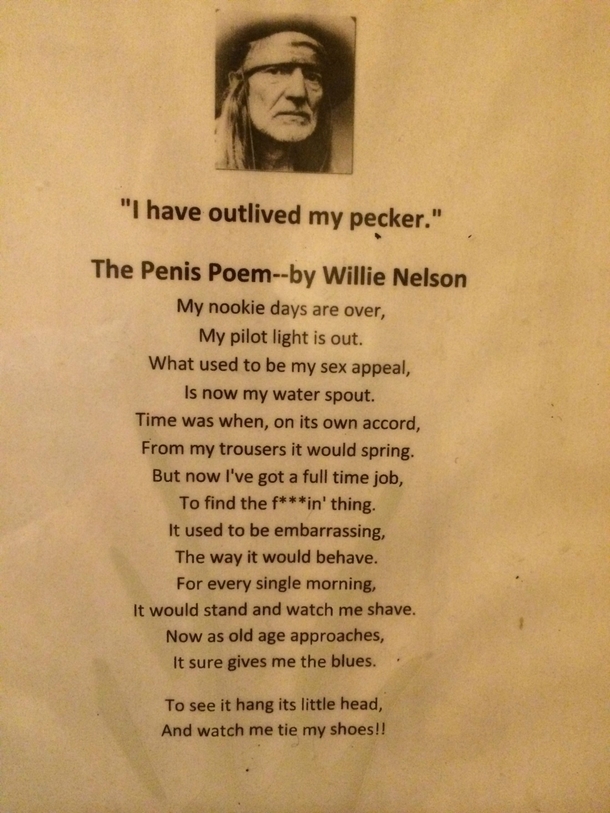 "I have outlived my pecker."
The Penis Poem--by Willie Nelson
My nookie days are over,
My pilot light is out.
What used to be my sex appeal,
Is now my water spout.
Time was when, on its own accord,
From my trousers it would spring.
But now I've got a full time job,
To find the f***in' thing.
It used to be embarrassing,
The way it would behave.
For every single morning,
It would stand and watch me shave.
Now as old age approaches,
It sure gives me the blues.
To see it hang its little head,
And watch me tie my shoes!!